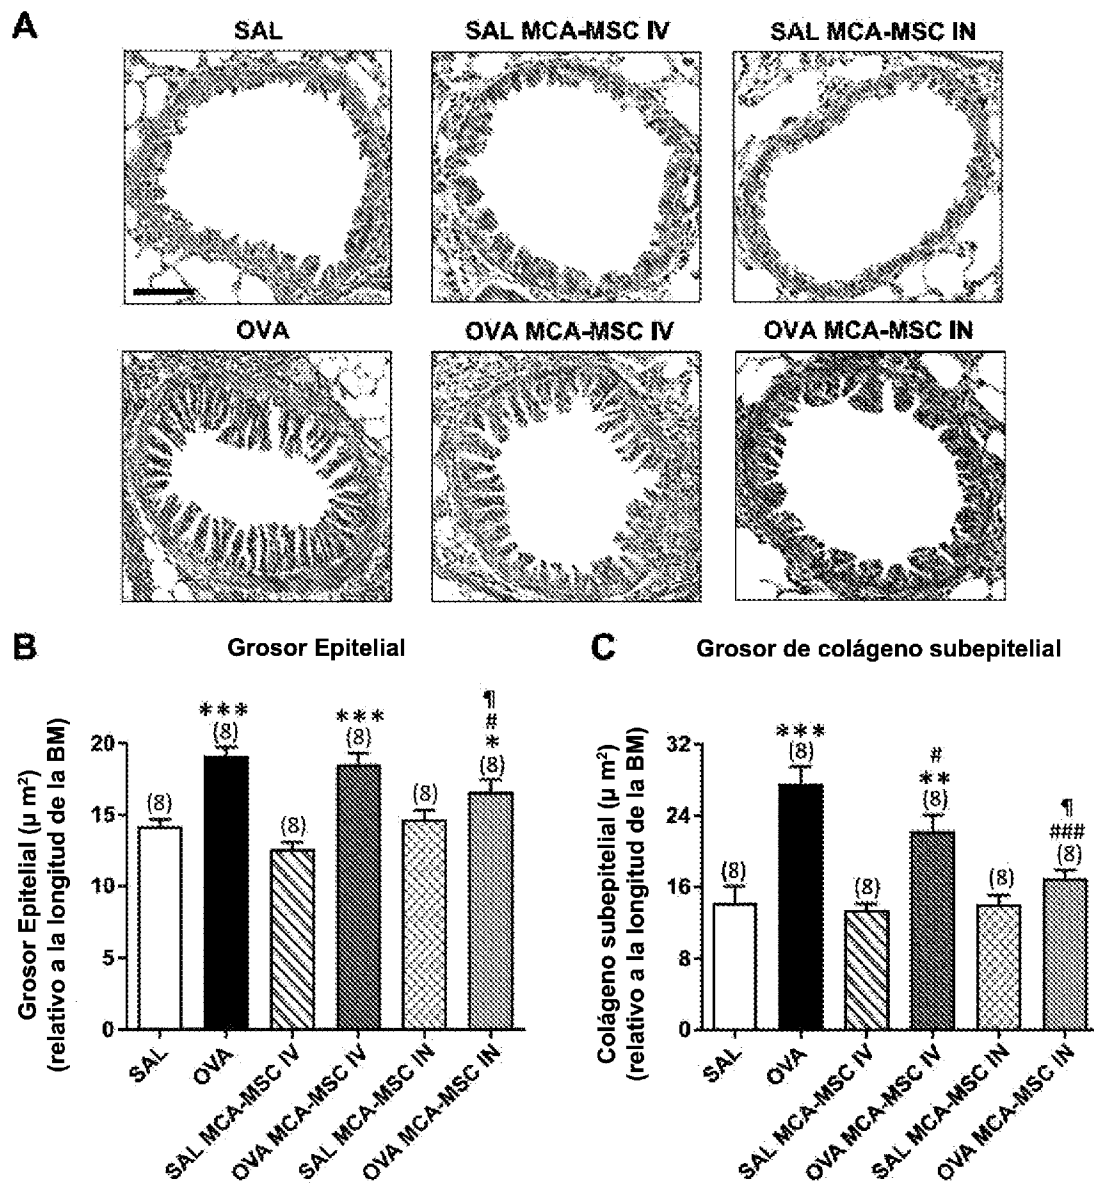 A
SAL
SAL MCA-MSC IV
SAL MCA-MSC IN
OVA
OVA MCA-MSC IV
OVA MCA-MSC IN
B
Grosor Epitelial
Grosor Epitelial (µ m²)
(relativo a la longitud de la BM)
20
15
10
5
0
(8)
***
(8)
(8)
***
(8)
(8)
¶
#
*
(8)
SAL
OVA
SAL MCA-MSC IV
OVA MCA-MSC IV
SAL MCA-MSC IN
OVA MCA-MSC IN
C
Grosor de colágeno subepitelial
Colágeno subepitelial (µ m²)
(relativo a la longitud de la BM)
32
24
16
8
0
(8)
***
(8)
(8)
#
**
(8)
(8)
¶
###
(8)
SAL
OVA
SAL MCA-MSC IV
OVA MCA-MSC IV
SAL MCA-MSC IN
OVA MCA-MSC IN